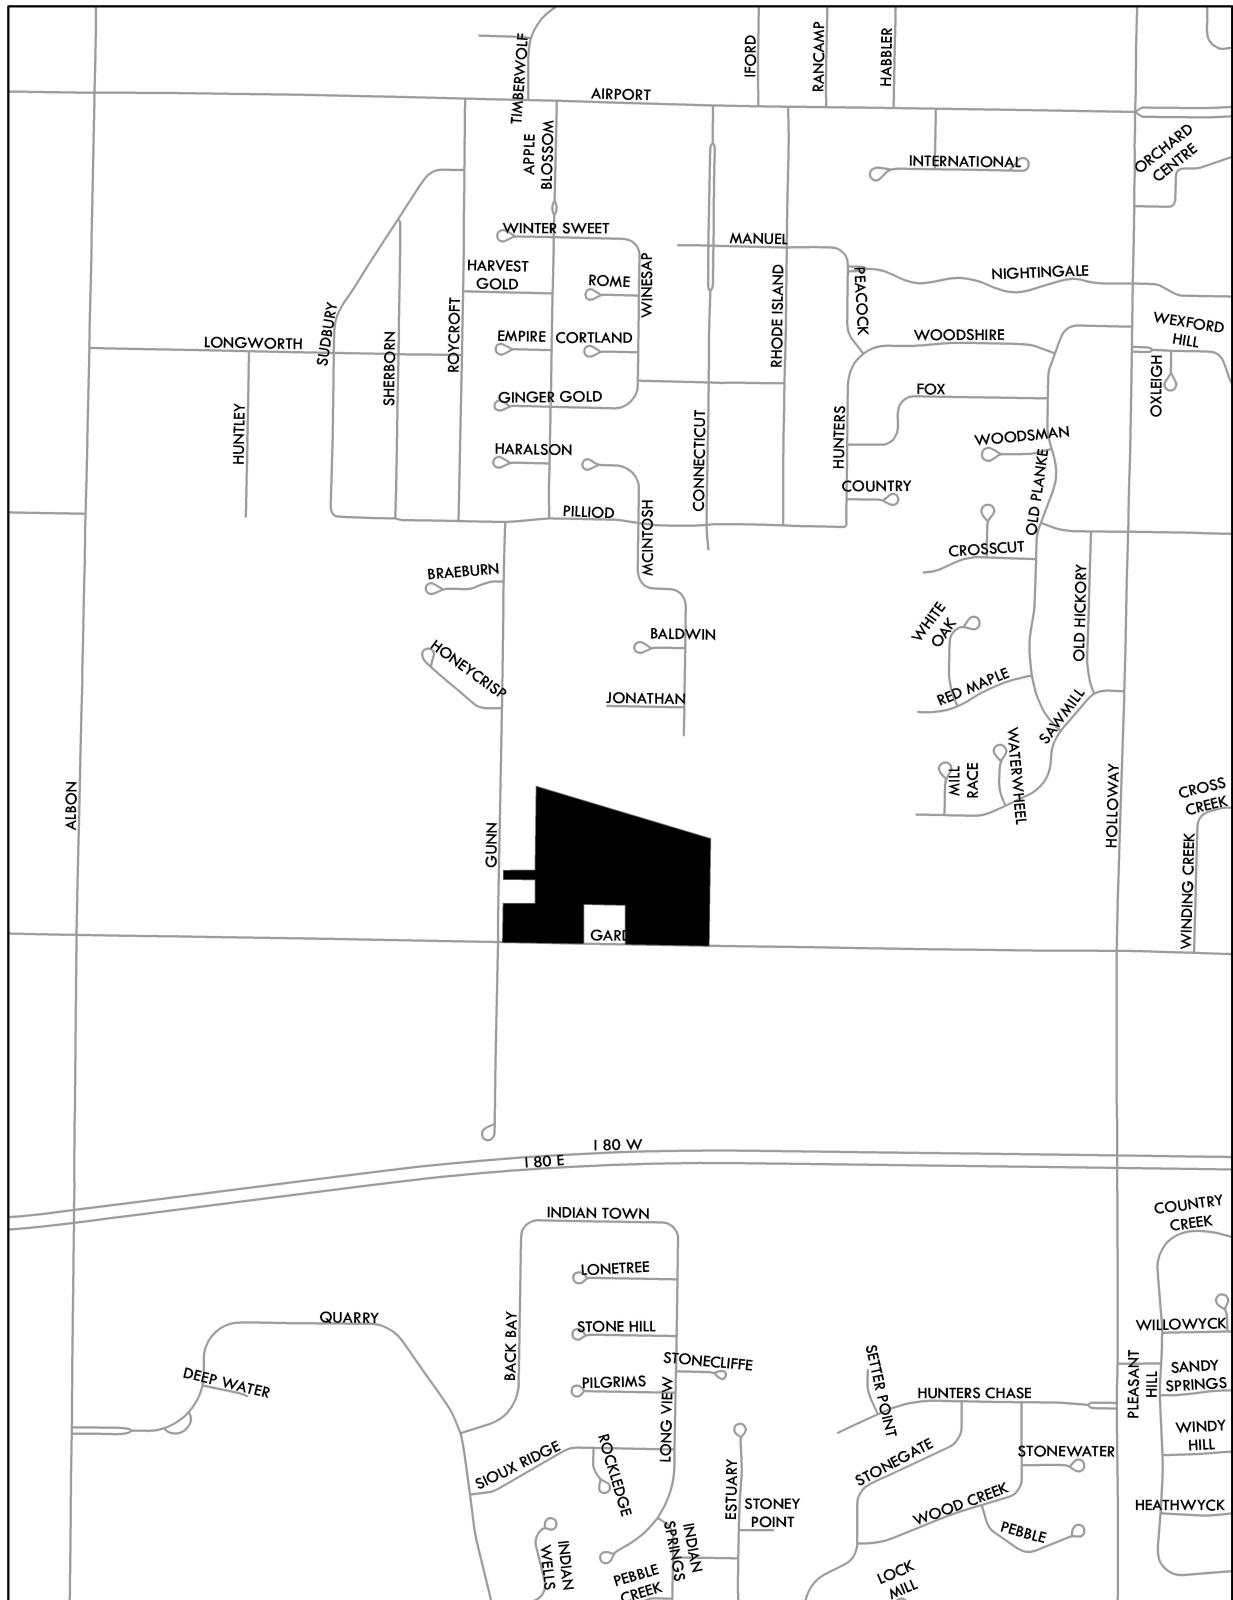 TIMBERWOLF
IFORD
RANCAMP
HABBLER
AIRPORT
APPLE
BLOSSOM
INTERNATIONAL
ORCHARD
CENTRE
WINTER SWEET
MANUEL
HARVEST
GOLD
ROME
WINESAP
RHODE ISLAND
PEACOCK
NIGHTINGALE
SUDBURY
SHERBORN
ROYCROFT
LONGWORTH
EMPIRE
CORTLAND
WOODSHIRE
WEXFORD
HILL
OXLEIGH
HUNTLEY
GINGER GOLD
FOX
CONNECTICUT
HUNTERS
WOODSMAN
HARALSON
COUNTRY
OLD PLANKE
PILLIOD
MCINTOSH
CROSSCUT
BRAEBURN
OLD HICKORY
WHITE
OAK
BALDWIN
HONEYCRISP
JONATHAN
RED MAPLE
SAWMILL
MILL
RACE
WATERWHEEL
ALBON
GUNN
HOLLOWAY
CROSS
CREEK
WINDING CREEK
GARD
I 80 W
I 80 E
INDIAN TOWN
COUNTRY
CREEK
LONETREE
QUARRY
BACK BAY
STONE HILL
WILLOWYCK
STONECLIFFE
SETTER POINT
PLEASANT
HILL
SANDY
SPRINGS
DEEP WATER
PILGRIMS
LONG VIEW
HUNTERS CHASE
WINDY
HILL
SIOUX RIDGE
ROCKLEDGE
STONEGATE
STONEWATER
ESTUARY
STONEY
POINT
WOOD CREEK
HEATHWYCK
PEBBLE
INDIAN
WELLS
INDIAN
SPRINGS
PEBBLE
CREEK
LOCK
MILL